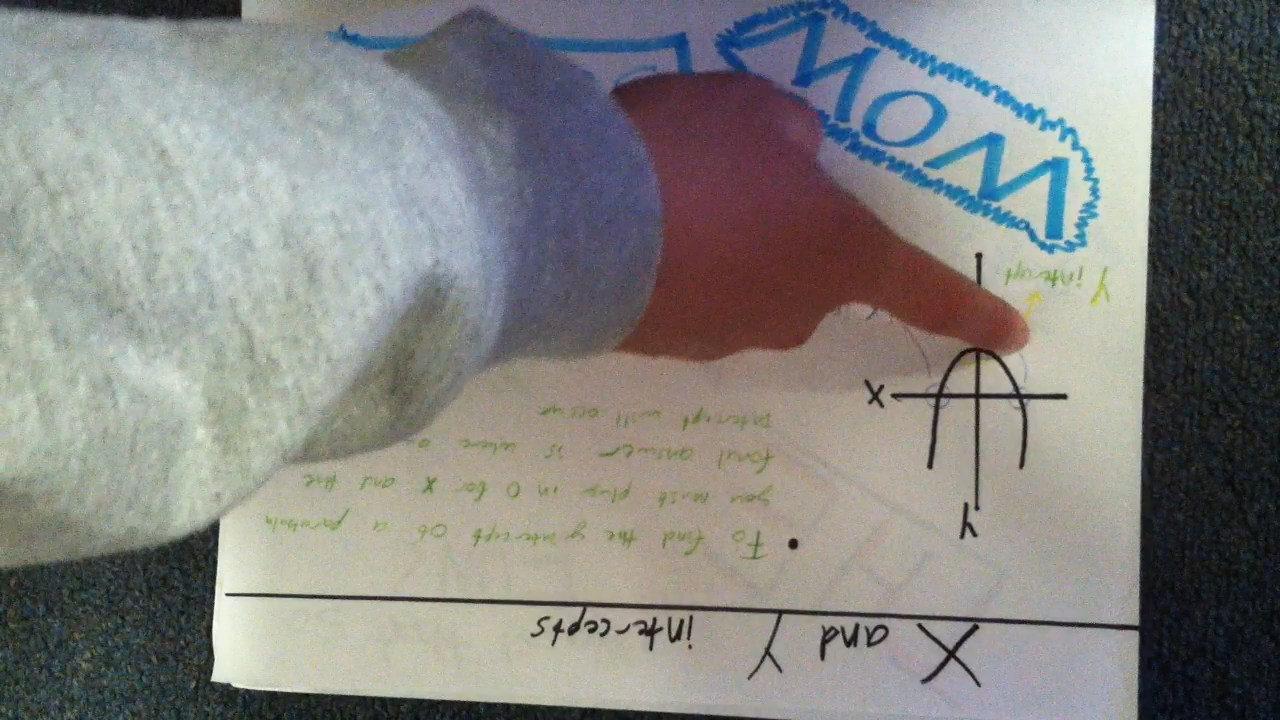 X and Y intercepts
• To find the y intercept of a parabola
you must plug in 0 for x and the
final answer is where
intercept will occur
Y
X
Y intercept
WOW